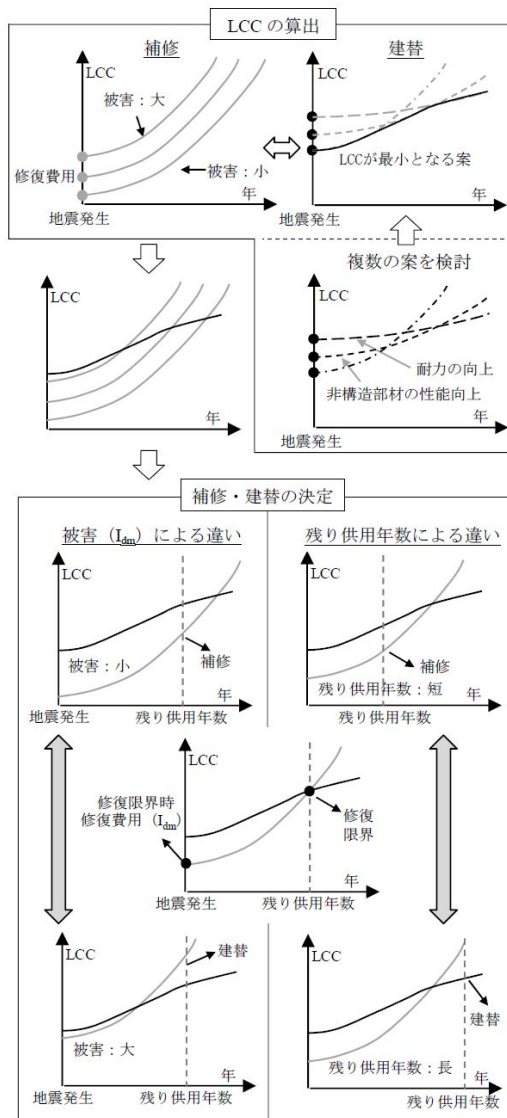 LCC の算出
補修
建替
LCC
LCC
被害：大
修復費用
被害：小
LCCが最小となる案
年
年
地震発生
地震発生
複数の案を検討
LCC
LCC
耐力の向上
非構造部材の性能向上
年
年
地震発生
補修・建替の決定
被害（Idm）による違い
残り供用年数による違い
LCC
LCC
被害：小
補修
補修
残り供用年数：短
年
年
地震発生
残り供用年数
残り供用年数
LCC
修復限界時
修復費用（Idm）
修復
限界
年
地震発生
残り供用年数
LCC
建替
LCC
建替
被害：大
残り供用年数：長
年
年
地震発生
残り供用年数
残り供用年数